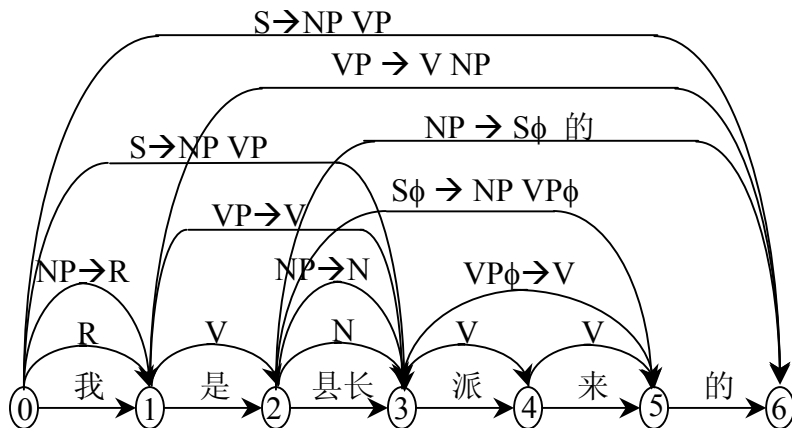 S→NP VP
VP → V NP
NP → Sϕ 的
S→NP VP
Sϕ → NP VPϕ
VP→V
NP→R
NP→N
VPϕ→V
R
V
N
V
V
0 我 1 是 2 县长 3 派 4 来 5 的 6